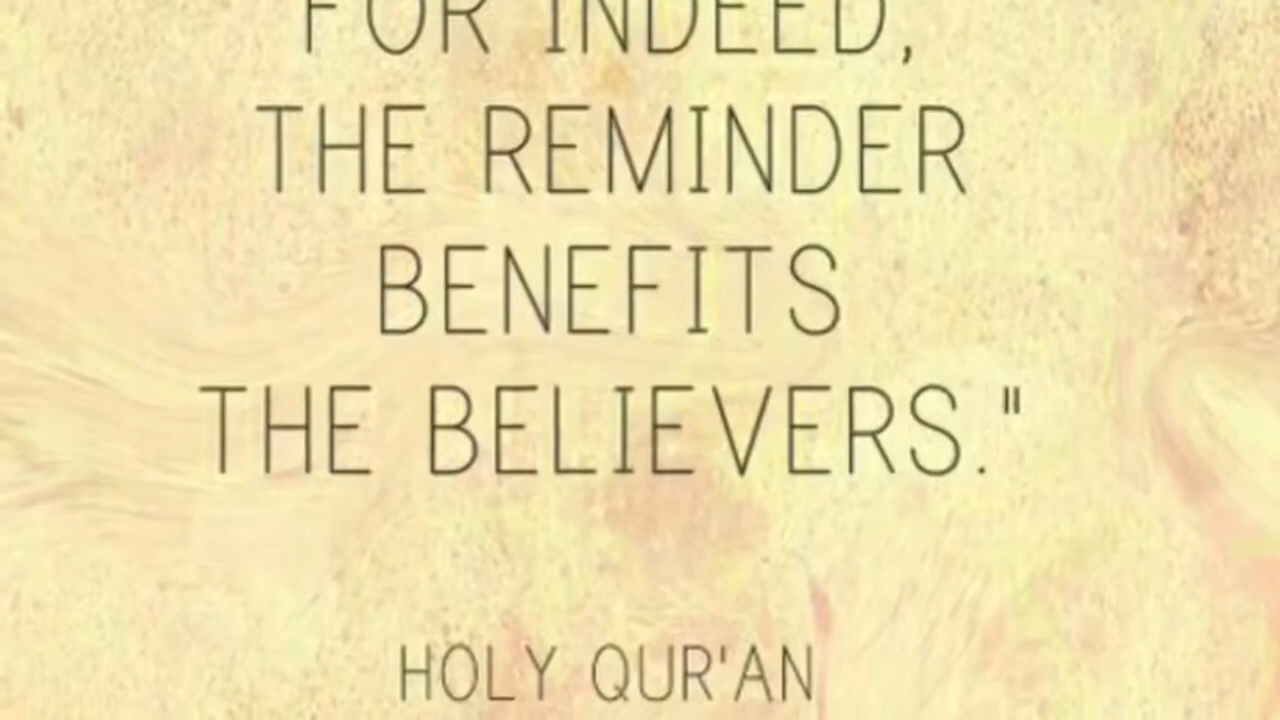 FOR INDEED,
THE REMINDER
BENEFITS
THE BELIEVERS."
HOLY QUR'AN